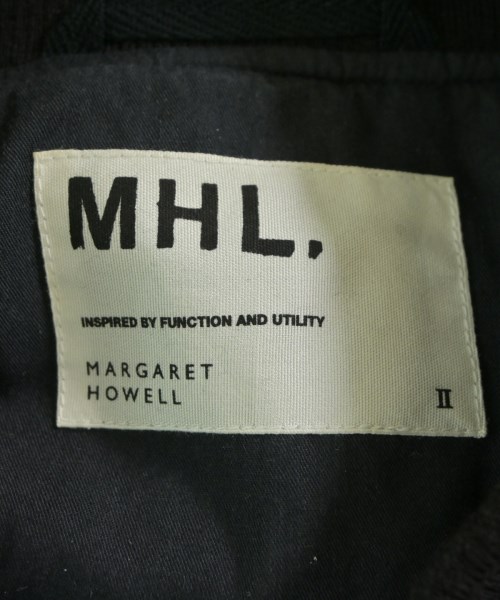 MHL.
INSPIRED BY FUNCTION AND UTILITY
MARGARET
HOWELL
II